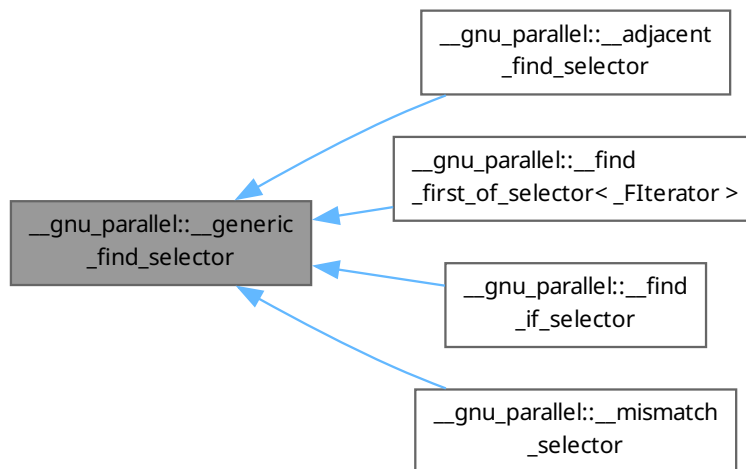 __gnu_parallel::__adjacent
_find_selector
__gnu_parallel::__find
_first_of_selector< _FIterator >
__gnu_parallel::__generic
_find_selector
__gnu_parallel::__find
_if_selector
__gnu_parallel::__mismatch
_selector